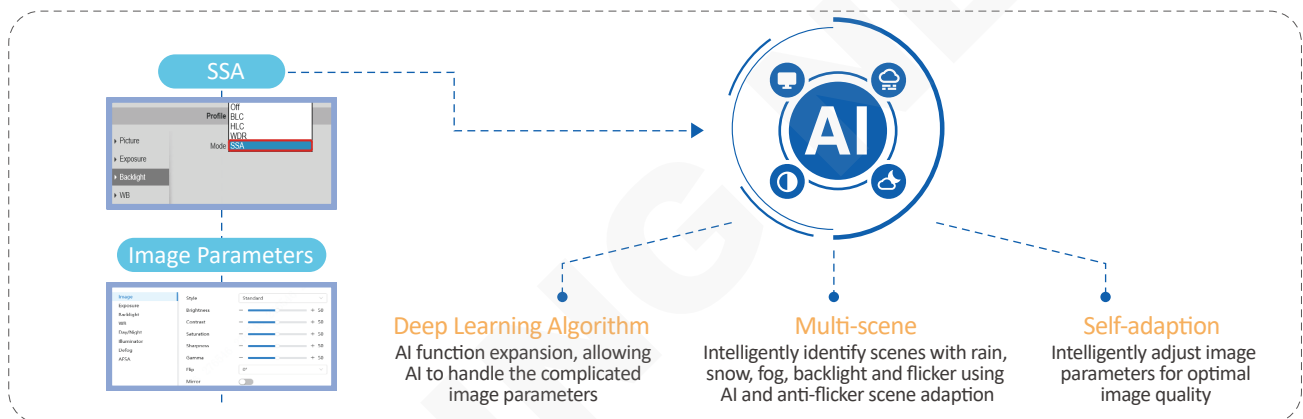 SSA
Profile
Off
BLC
HLC
WDR
Mode SSA
Picture
Exposure
Backlight
WB
Image Parameters
Image
Exposure
Backlight
WB
Day/Night
Illuminator
Defog
AFSA
Style Standard
Brightness - + 50
Contrast - + 50
Saturation - + 50
Sharpness - + 50
Gamma - + 50
Flip 0°
Mirror
AI
Deep Learning Algorithm
AI function expansion, allowing
AI to handle the complicated
image parameters
Multi-scene
Intelligently identify scenes with rain,
snow, fog, backlight and flicker using
AI and anti-flicker scene adaption
Self-adaption
Intelligently adjust image
parameters for optimal
image quality